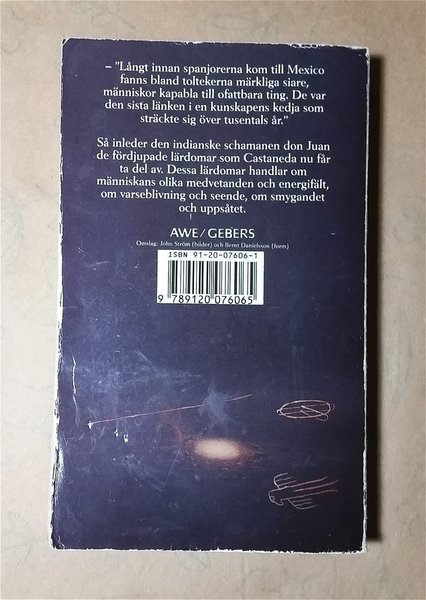 – "Långt innan spanjorerna kom till Mexico
fanns bland toltekerna märkliga siare,
människor kapabla till ofattbara ting. De var
den sista länken i en kunskapens kedja som
sträckte sig över tusentals år."
Så inleder den indianske schamanen don Juan
de fördjupade lärdomar som Castaneda nu får
ta del av. Dessa lärdomar handlar om
människans olika medvetanden och energifält,
om varseblivning och seende, om smygandet
och uppsåtet.
AWE/GEBERS
Omslag: John Ström (bilder) och Bernt Danielsson (form)
ISBN 91-20-07606-1
9 789120 076065